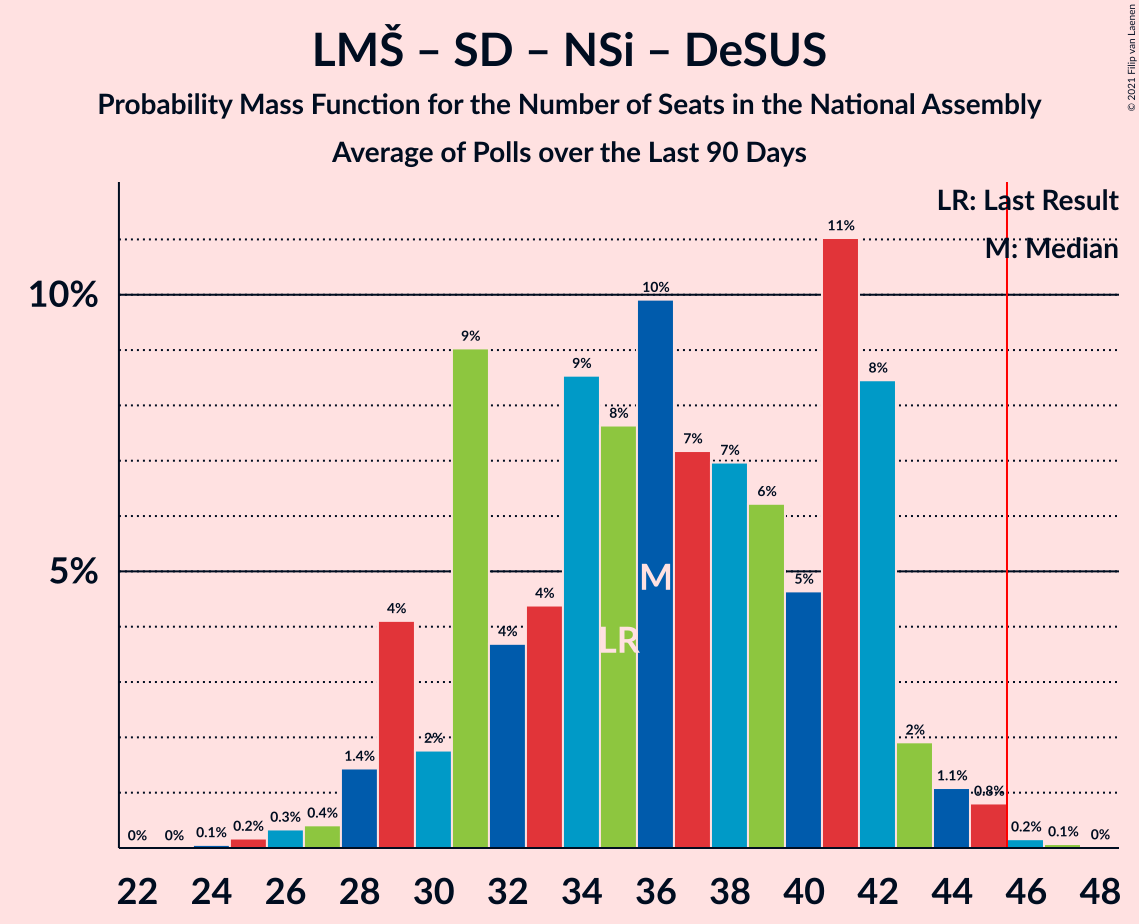 LMŠ – SD – NSi – DeSUS
Probability Mass Function for the Number of Seats in the National Assembly
Average of Polls over the Last 90 Days
© 2021 Filip van Laenen
LR: Last Result
M: Median
10%
5%
0% 0% 0.1% 0.2% 0.3% 0.4% 1.4% 4% 2% 9% 4% 4% 9% 8% 10% 7% 7% 6% 5% 11% 8% 2% 1.1% 0.8% 0.2% 0.1% 0%
M
LR
22 24 26 28 30 32 34 36 38 40 42 44 46 48